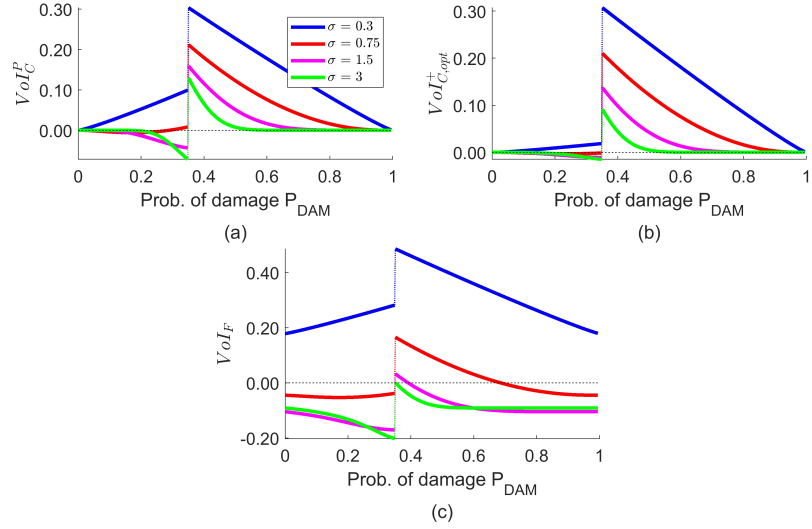 VoI_C^P
0.30
0.20
0.10
0.00
σ = 0.3
σ = 0.75
σ = 1.5
σ = 3
0 0.2 0.4 0.6 0.8 1
Prob. of damage P_DAM
(a)
VoI_{C,opt}^+
0.30
0.20
0.10
0.00
0 0.2 0.4 0.6 0.8 1
Prob. of damage P_DAM
(b)
VoI_F
0.40
0.20
0.00
-0.20
0 0.2 0.4 0.6 0.8 1
Prob. of damage P_DAM
(c)